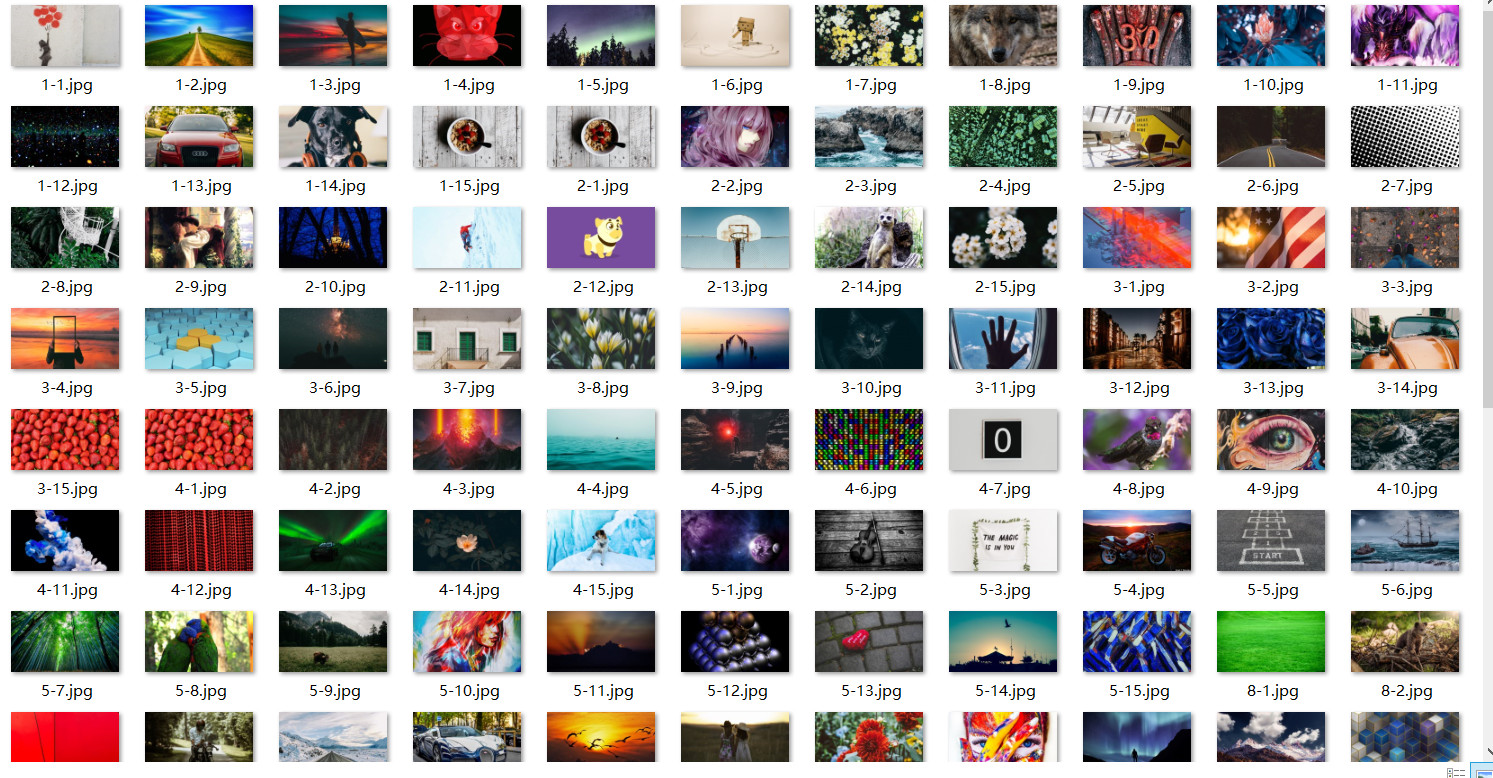 1-1.jpg 1-2.jpg 1-3.jpg 1-4.jpg 1-5.jpg 1-6.jpg 1-7.jpg 1-8.jpg 1-9.jpg 1-10.jpg 1-11.jpg
1-12.jpg 1-13.jpg 1-14.jpg 1-15.jpg 2-1.jpg 2-2.jpg 2-3.jpg 2-4.jpg 2-5.jpg 2-6.jpg 2-7.jpg
2-8.jpg 2-9.jpg 2-10.jpg 2-11.jpg 2-12.jpg 2-13.jpg 2-14.jpg 2-15.jpg 3-1.jpg 3-2.jpg 3-3.jpg
3-4.jpg 3-5.jpg 3-6.jpg 3-7.jpg 3-8.jpg 3-9.jpg 3-10.jpg 3-11.jpg 3-12.jpg 3-13.jpg 3-14.jpg
0
3-15.jpg 4-1.jpg 4-2.jpg 4-3.jpg 4-4.jpg 4-5.jpg 4-6.jpg 4-7.jpg 4-8.jpg 4-9.jpg 4-10.jpg
THE MAGIC
IS IN YOU
START
4-11.jpg 4-12.jpg 4-13.jpg 4-14.jpg 4-15.jpg 5-1.jpg 5-2.jpg 5-3.jpg 5-4.jpg 5-5.jpg 5-6.jpg
5-7.jpg 5-8.jpg 5-9.jpg 5-10.jpg 5-11.jpg 5-12.jpg 5-13.jpg 5-14.jpg 5-15.jpg 8-1.jpg 8-2.jpg